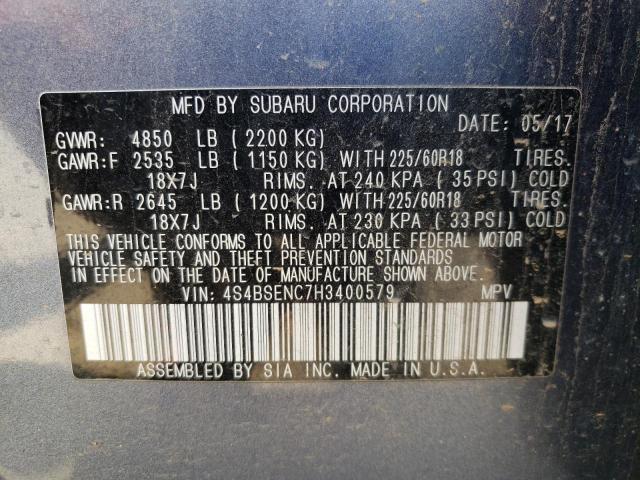 MFD BY SUBARU CORPORATION
DATE: 05/17
GVWR: 4850 LB ( 2200 KG)
GAWR:F 2535 LB ( 1150 KG) WITH 225/60R18 TIRES.
18X7J RIMS. AT 240 KPA ( 35 PSI) COLD
GAWR:R 2645 LB ( 1200 KG) WITH 225/60R18 TIRES.
18X7J RIMS. AT 230 KPA ( 33 PSI) COLD
THIS VEHICLE CONFORMS TO ALL APPLICABLE FEDERAL MOTOR
VEHICLE SAFETY AND THEFT PREVENTION STANDARDS
IN EFFECT ON THE DATE OF MANUFACTURE SHOWN ABOVE.
VIN: 4S4BSENC7H3400579 MPV
ASSEMBLED BY SIA INC. MADE IN U.S.A.